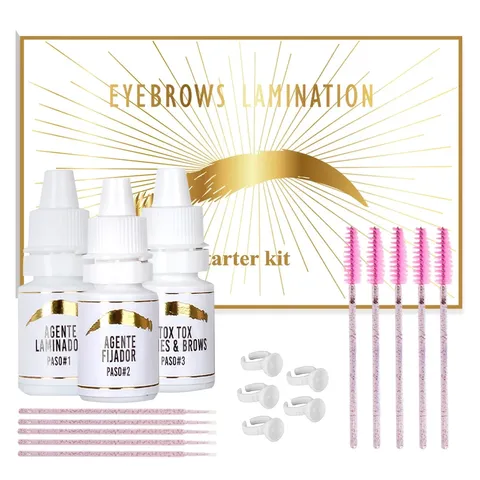 EYEBROWS LAMINATION
starter kit
AGENTE
LAMINADO
PASO#1
AGENTE
FIJADOR
PASO#2
TOX TOX
ES & BROWS
PASO#3